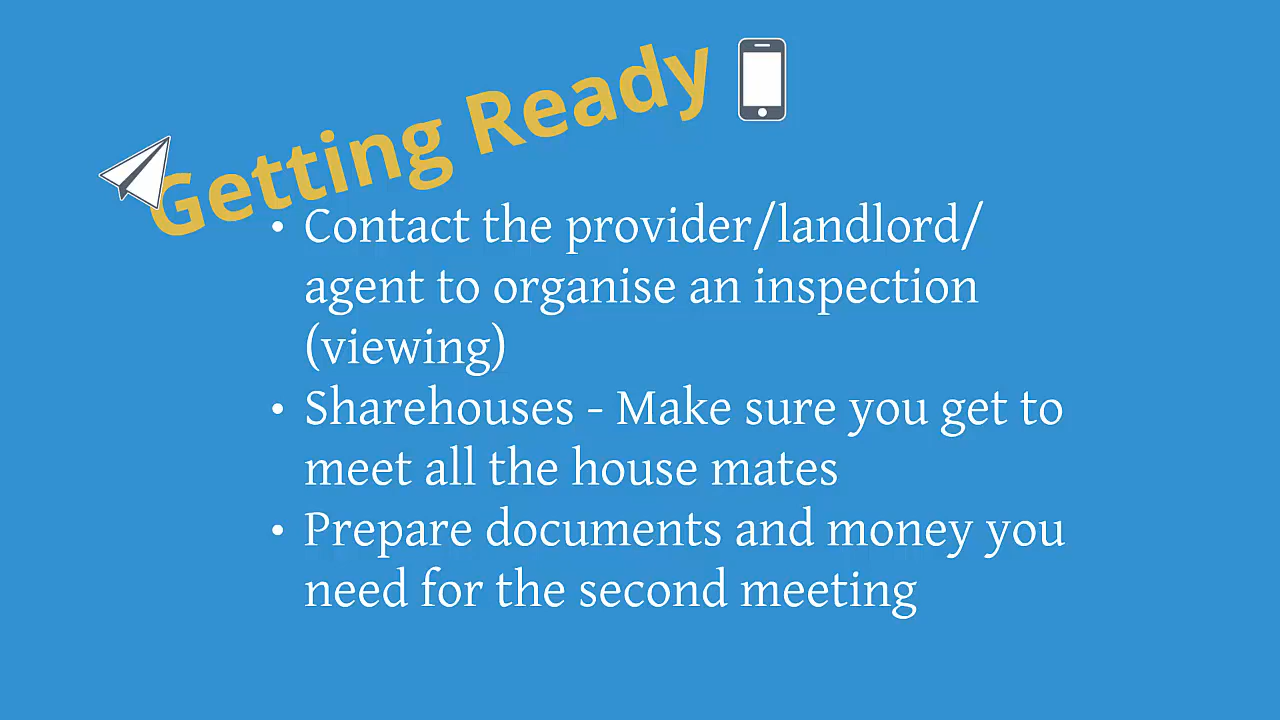 Getting Ready
• Contact the provider/landlord/
agent to organise an inspection
(viewing)
• Sharehouses - Make sure you get to
meet all the house mates
• Prepare documents and money you
need for the second meeting